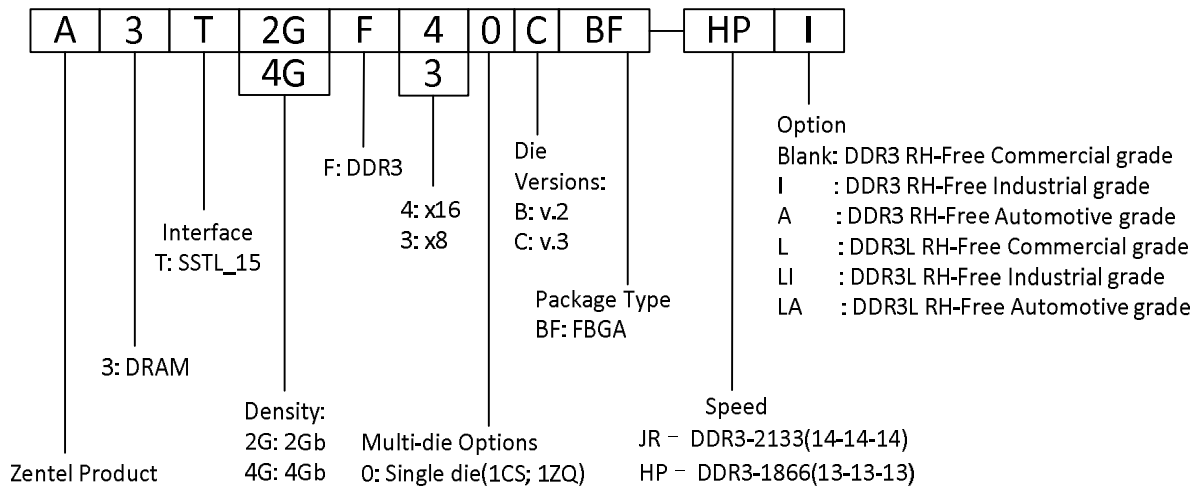 A 3 T 2G F 4 0 C BF HP I
4G 3
Option
Blank: DDR3 RH-Free Commercial grade
I : DDR3 RH-Free Industrial grade
A : DDR3 RH-Free Automotive grade
L : DDR3L RH-Free Commercial grade
LI : DDR3L RH-Free Industrial grade
LA : DDR3L RH-Free Automotive grade
Die
Versions:
B: v.2
C: v.3
F: DDR3
4: x16
3: x8
Interface
T: SSTL_15
Package Type
BF: FBGA
3: DRAM
Speed
JR – DDR3-2133(14-14-14)
HP – DDR3-1866(13-13-13)
Density:
2G: 2Gb
4G: 4Gb
Multi-die Options
0: Single die(1CS; 1ZQ)
Zentel Product